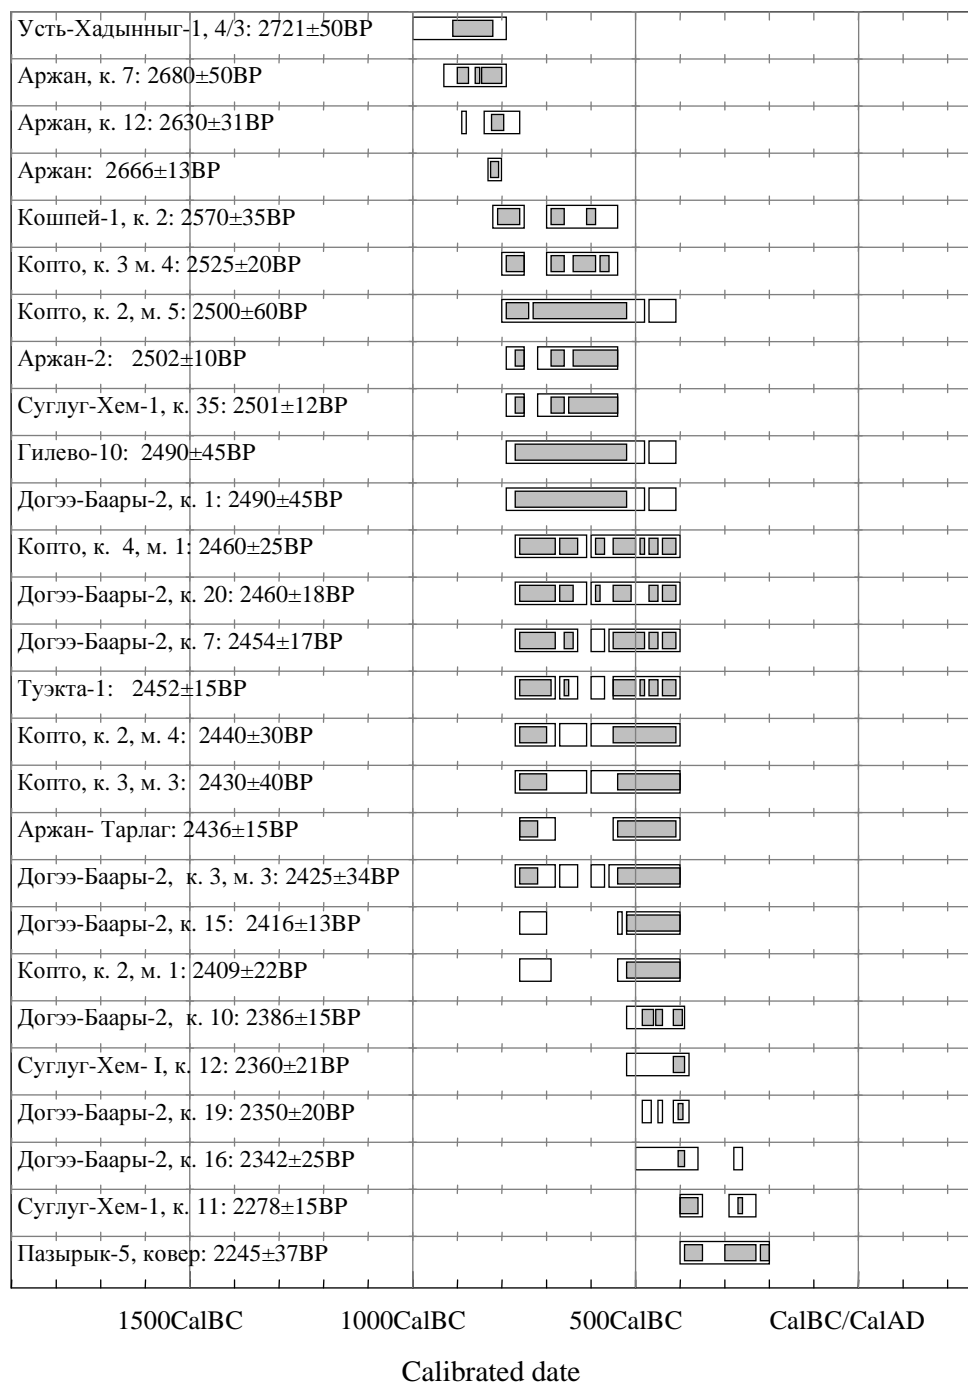 Усть-Хадынныг-1, 4/3: 2721±50BP
Аржан, к. 7: 2680±50BP
Аржан, к. 12: 2630±31BP
Аржан: 2666±13BP
Кошпей-1, к. 2: 2570±35BP
Копто, к. 3 м. 4: 2525±20BP
Копто, к. 2, м. 5: 2500±60BP
Аржан-2: 2502±10BP
Суглуг-Хем-1, к. 35: 2501±12BP
Гилево-10: 2490±45BP
Догээ-Баары-2, к. 1: 2490±45BP
Копто, к. 4, м. 1: 2460±25BP
Догээ-Баары-2, к. 20: 2460±18BP
Догээ-Баары-2, к. 7: 2454±17BP
Туэкта-1: 2452±15BP
Копто, к. 2, м. 4: 2440±30BP
Копто, к. 3, м. 3: 2430±40BP
Аржан- Тарлаг: 2436±15BP
Догээ-Баары-2, к. 3, м. 3: 2425±34BP
Догээ-Баары-2, к. 15: 2416±13BP
Копто, к. 2, м. 1: 2409±22BP
Догээ-Баары-2, к. 10: 2386±15BP
Суглуг-Хем- I, к. 12: 2360±21BP
Догээ-Баары-2, к. 19: 2350±20BP
Догээ-Баары-2, к. 16: 2342±25BP
Суглуг-Хем-1, к. 11: 2278±15BP
Пазырык-5, ковер: 2245±37BP
1500CalBC 1000CalBC 500CalBC CalBC/CalAD
Calibrated date